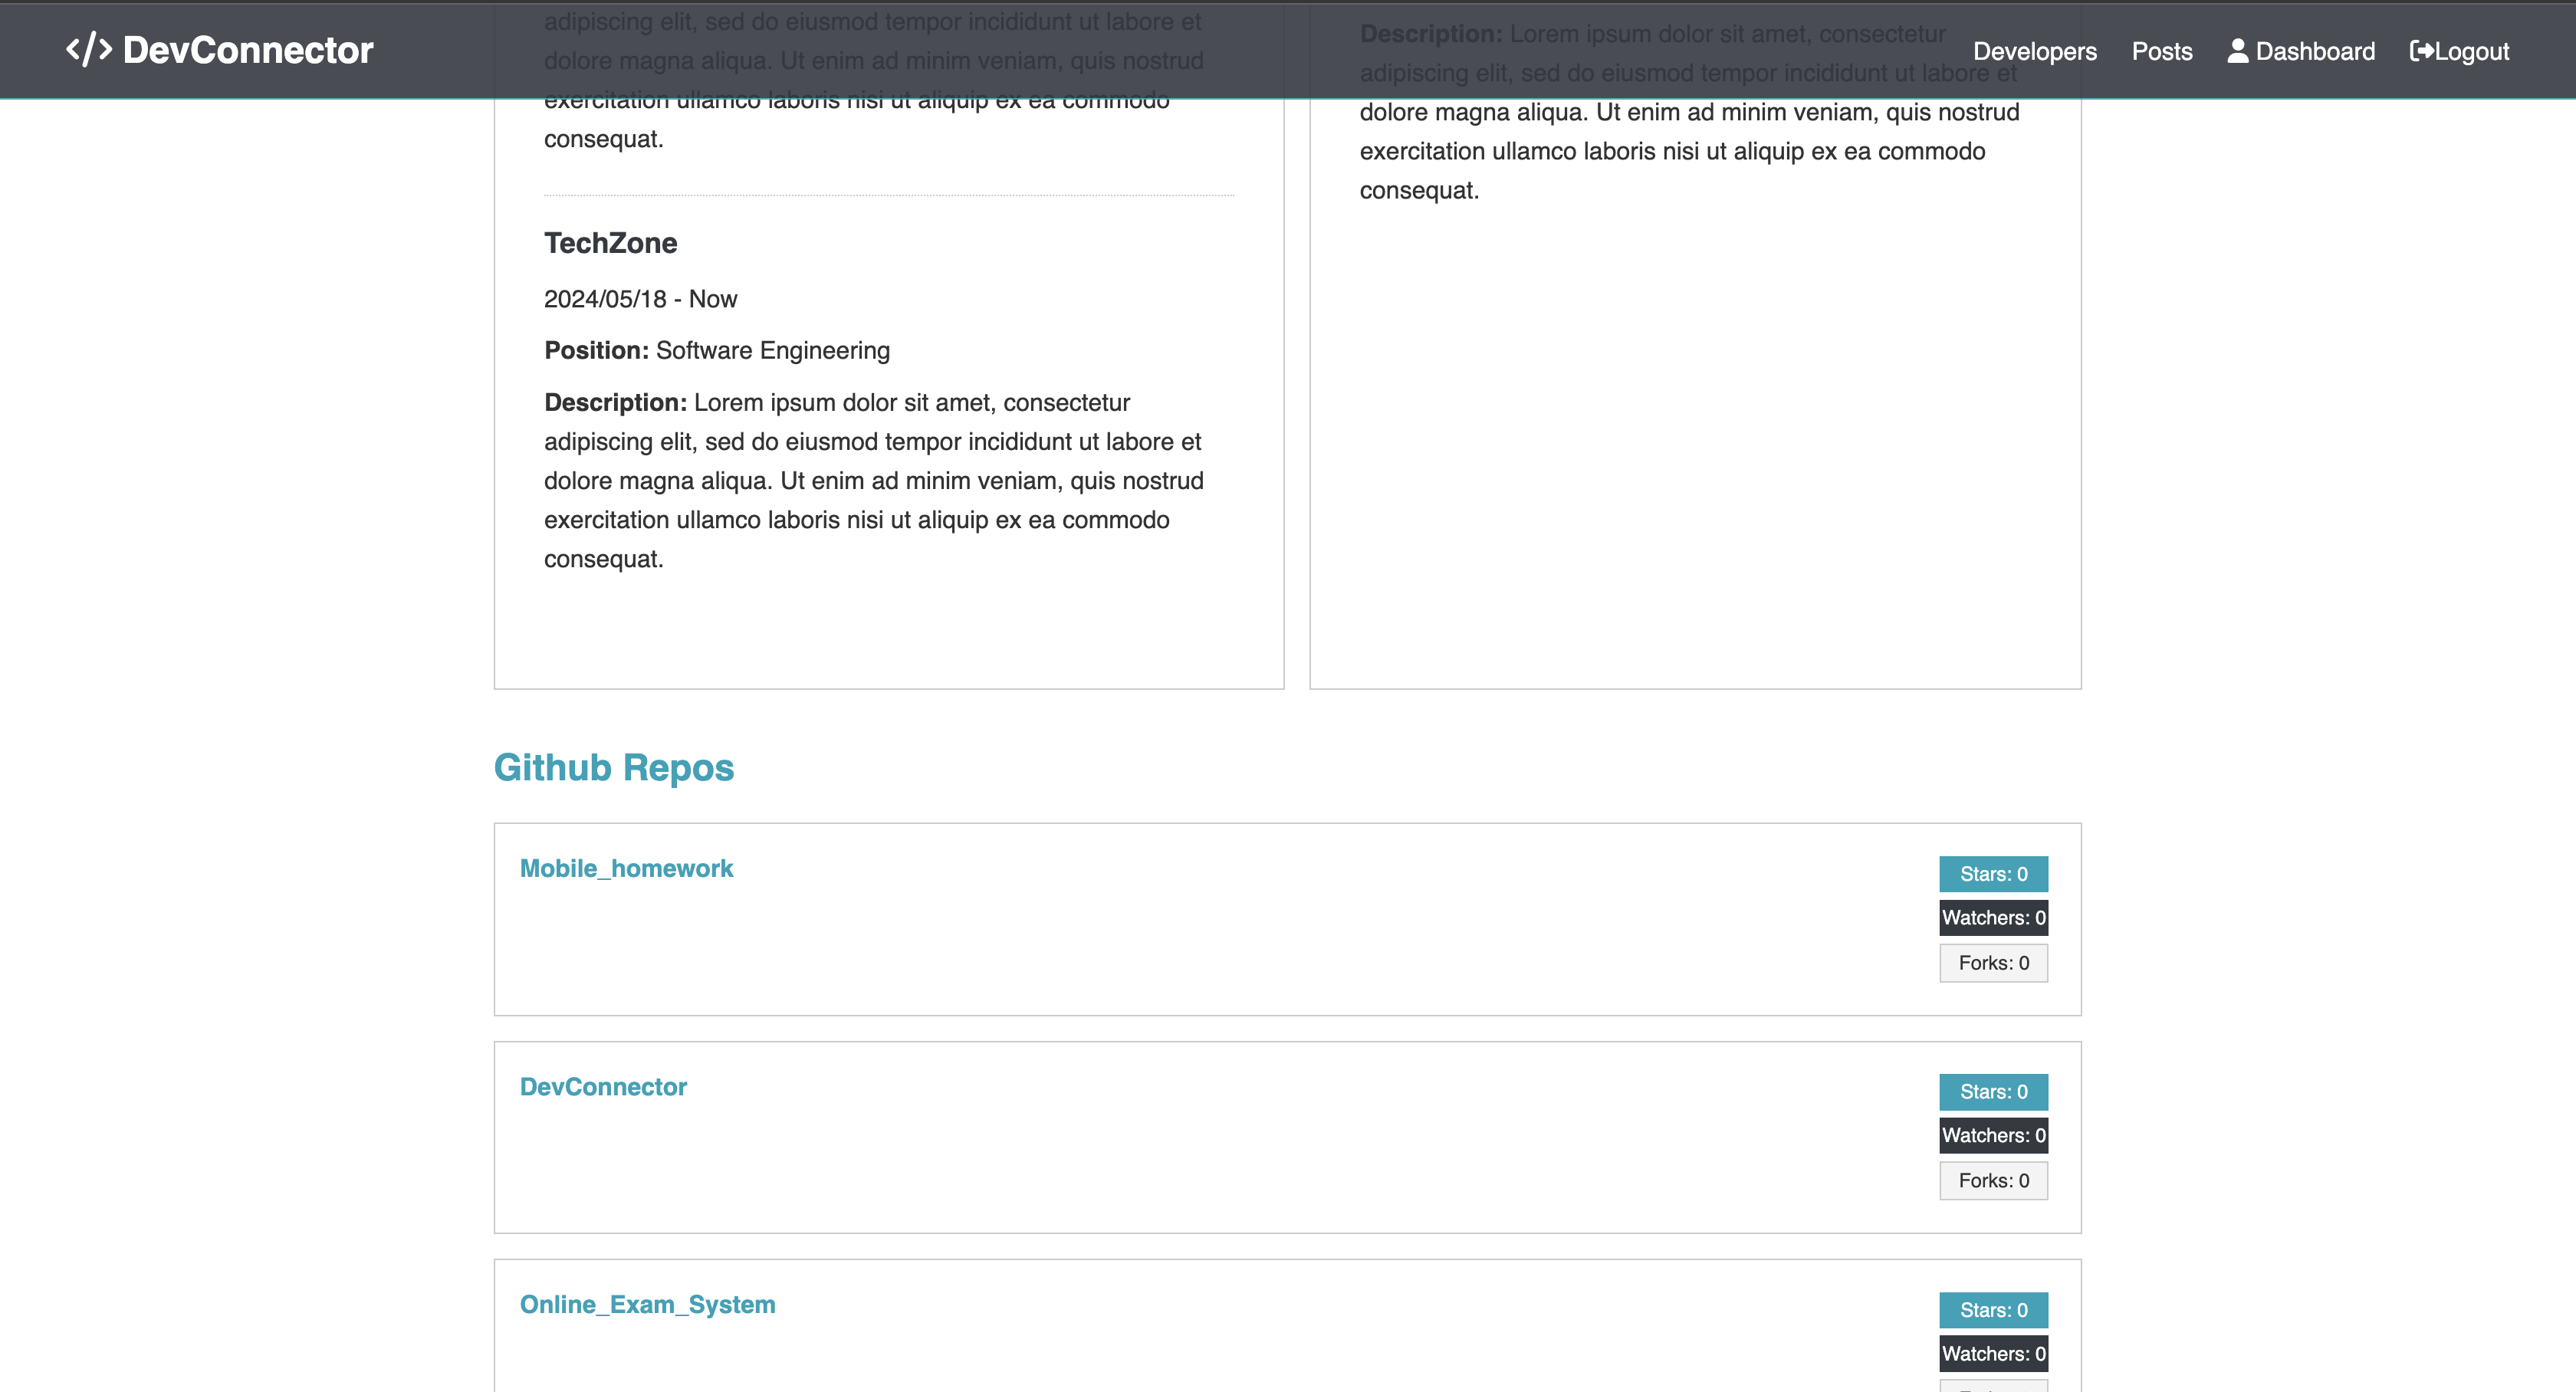 DevConnector
Developers
Posts
Dashboard
Logout
adipiscing elit, sed do eiusmod tempor incididunt ut labore et
dolore magna aliqua. Ut enim ad minim veniam, quis nostrud
exercitation ullamco laboris nisi ut aliquip ex ea commodo
consequat.
TechZone
2024/05/18 - Now
Position: Software Engineering
Description: Lorem ipsum dolor sit amet, consectetur
adipiscing elit, sed do eiusmod tempor incididunt ut labore et
dolore magna aliqua. Ut enim ad minim veniam, quis nostrud
exercitation ullamco laboris nisi ut aliquip ex ea commodo
consequat.
Description: Lorem ipsum dolor sit amet, consectetur
adipiscing elit, sed do eiusmod tempor incididunt ut labore et
dolore magna aliqua. Ut enim ad minim veniam, quis nostrud
exercitation ullamco laboris nisi ut aliquip ex ea commodo
consequat.
Github Repos
Mobile_homework
Stars: 0
Watchers: 0
Forks: 0
DevConnector
Stars: 0
Watchers: 0
Forks: 0
Online_Exam_System
Stars: 0
Watchers: 0